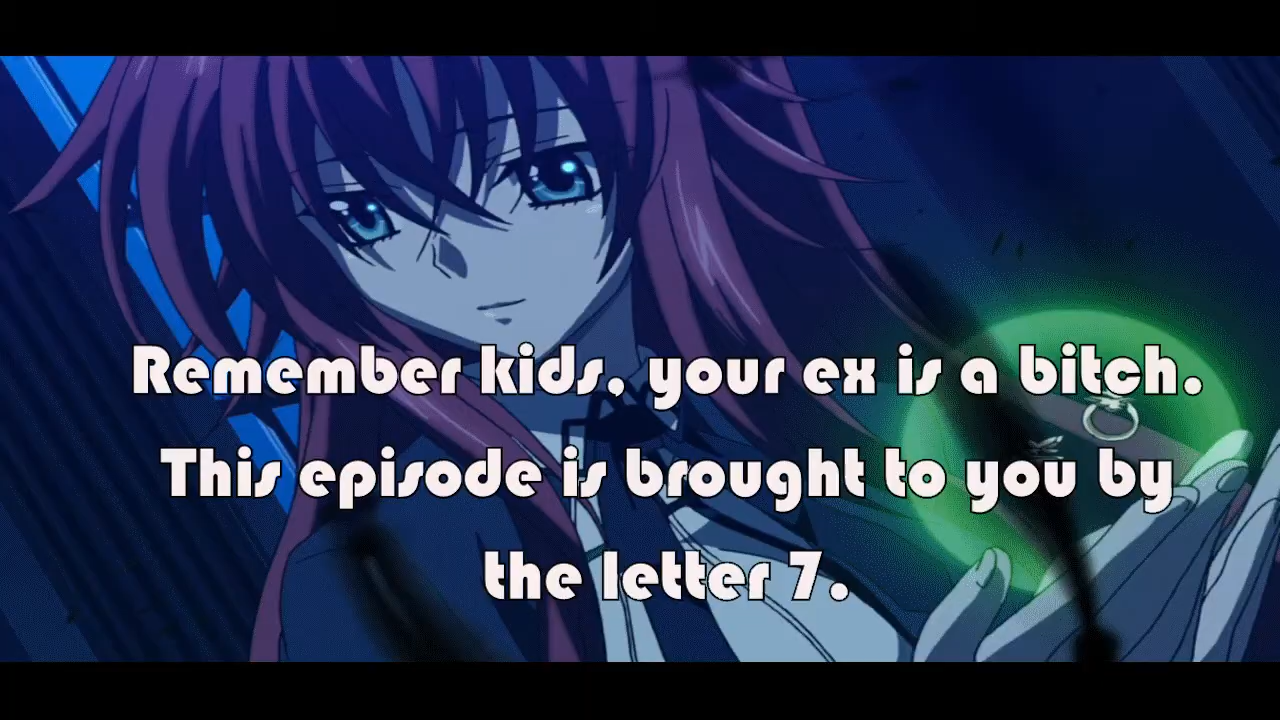 Remember kids, your ex is a bitch.
This episode is brought to you by
the letter 7.